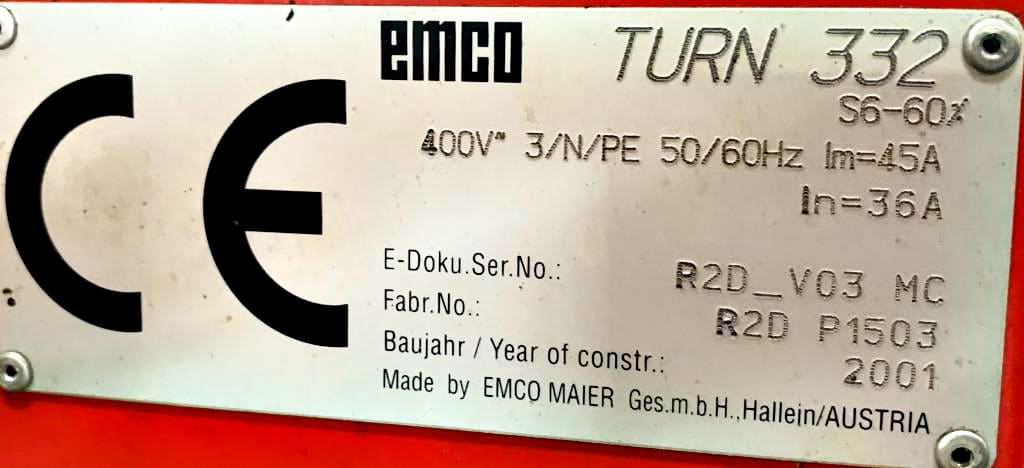 CE
emco TURN 332
S6-60%
400V~ 3/N/PE 50/60Hz Im=45A
In=36A
E-Doku.Ser.No.: R2D_V03 MC
Fabr.No.: R2D P1503
Baujahr / Year of constr.: 2001
Made by EMCO MAIER Ges.m.b.H.,Hallein/AUSTRIA